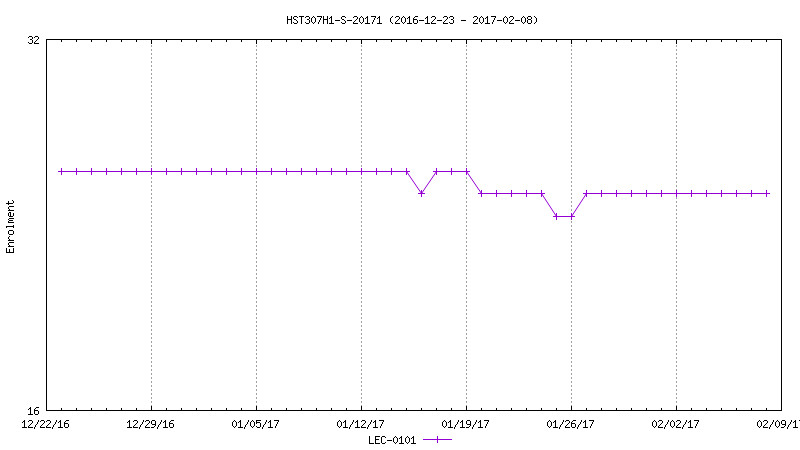 HST307H1-S-20171 (2016-12-23 - 2017-02-08)
32
Enrolment
16
12/22/16 12/29/16 01/05/17 01/12/17 01/19/17 01/26/17 02/02/17 02/09/1
LEC-0101